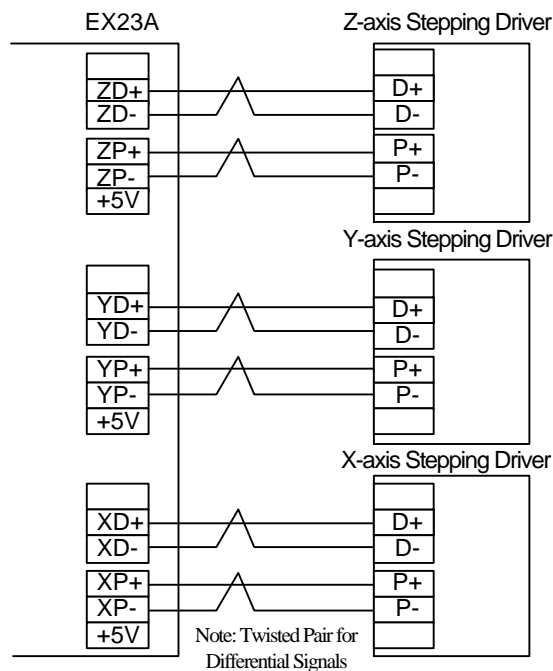 EX23A
Z-axis Stepping Driver
ZD+
D+
ZD-
D-
ZP+
P+
ZP-
P-
+5V
Y-axis Stepping Driver
YD+
D+
YD-
D-
YP+
P+
YP-
P-
+5V
X-axis Stepping Driver
XD+
D+
XD-
D-
XP+
P+
XP-
P-
+5V
Note: Twisted Pair for
Differential Signals